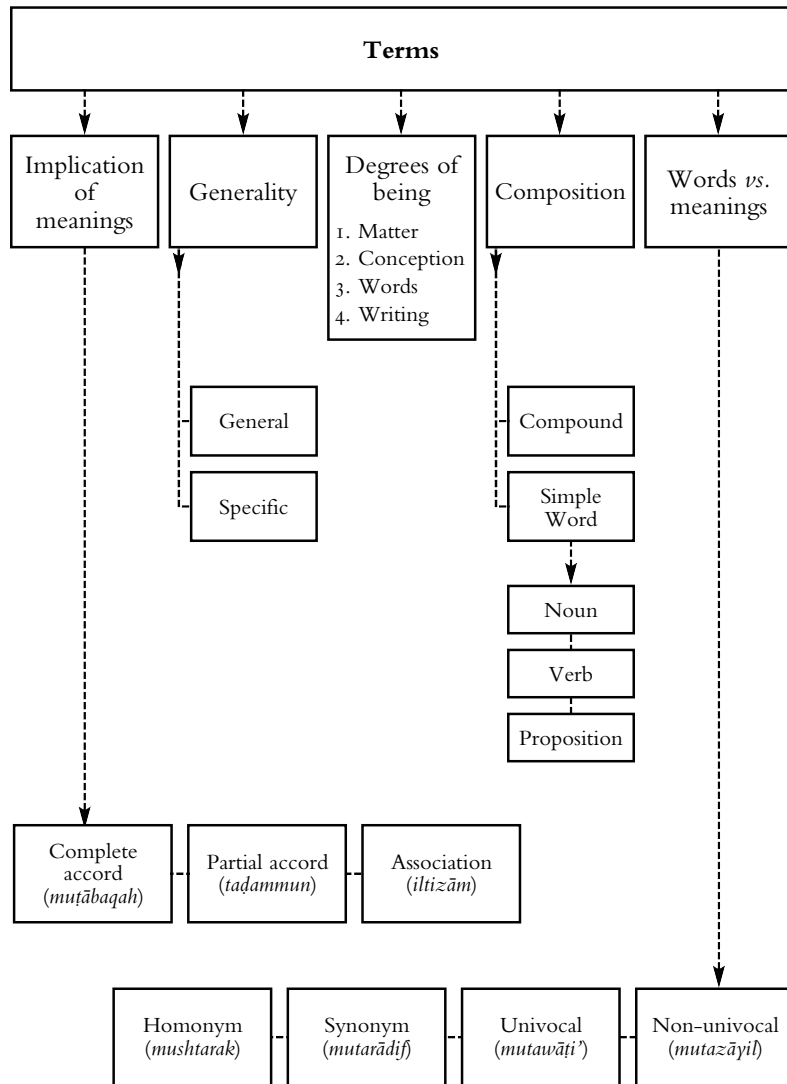 Terms
Implication
of
meanings
Generality
Degrees of
being
1. Matter
2. Conception
3. Words
4. Writing
Composition
Words vs.
meanings
General
Specific
Compound
Simple
Word
Noun
Verb
Proposition
Complete
accord
(muṭābaqah)
Partial accord
(taḍammun)
Association
(iltizām)
Homonym
(mushtarak)
Synonym
(mutarādif)
Univocal
(mutawāṭi’)
Non-univocal
(mutazāyil)